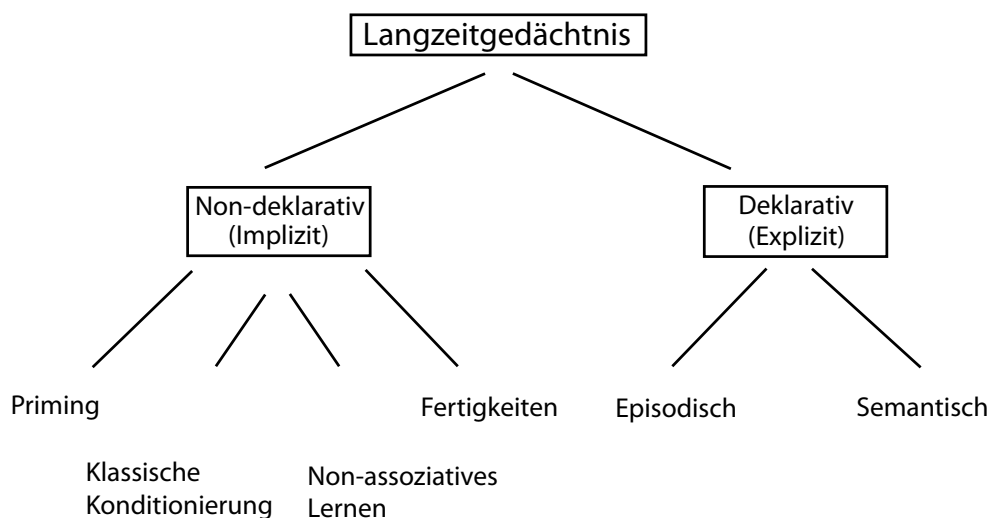 Langzeitgedächtnis
Non-deklarativ
(Implizit)
Deklarativ
(Explizit)
Priming
Fertigkeiten
Episodisch
Semantisch
Klassische
Konditionierung
Non-assoziatives
Lernen